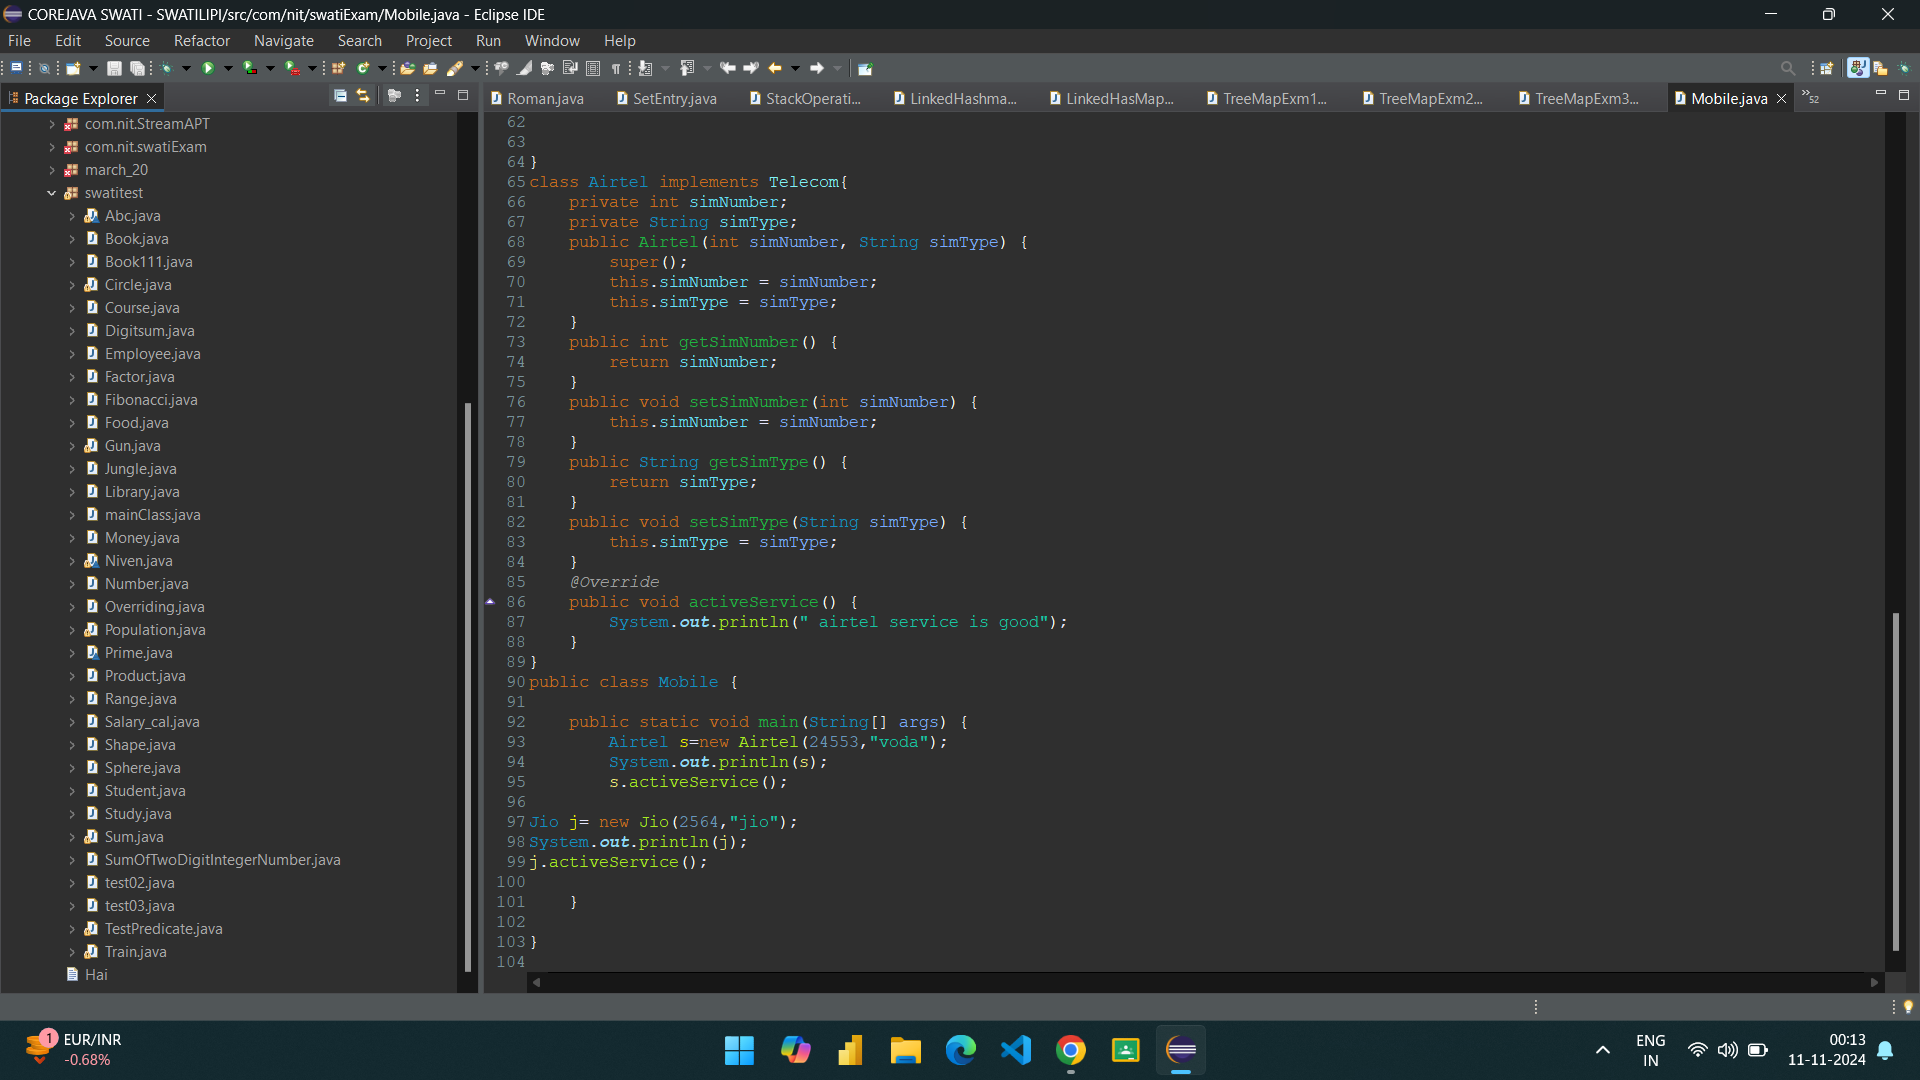 COREJAVA SWATI - SWATILIPI/src/com/nit/swatiExam/Mobile.java - Eclipse IDE
File Edit Source Refactor Navigate Search Project Run Window Help
Package Explorer
Roman.java SetEntry.java StackOperati... LinkedHashma... LinkedHasMap... TreeMapExm1... TreeMapExm2... TreeMapExm3... Mobile.java »52
com.nit.StreamAPT
com.nit.swatiExam
march_20
swatitest
Abc.java
Book.java
Book111.java
Circle.java
Course.java
Digitsum.java
Employee.java
Factor.java
Fibonacci.java
Food.java
Gun.java
Jungle.java
Library.java
mainClass.java
Money.java
Niven.java
Number.java
Overriding.java
Population.java
Prime.java
Product.java
Range.java
Salary_cal.java
Shape.java
Sphere.java
Student.java
Study.java
Sum.java
SumOfTwoDigitIntegerNumber.java
test02.java
test03.java
TestPredicate.java
Train.java
Hai
62
63
64 }
65 class Airtel implements Telecom{
66 private int simNumber;
67 private String simType;
68 public Airtel(int simNumber, String simType) {
69 super();
70 this.simNumber = simNumber;
71 this.simType = simType;
72 }
73 public int getSimNumber() {
74 return simNumber;
75 }
76 public void setSimNumber(int simNumber) {
77 this.simNumber = simNumber;
78 }
79 public String getSimType() {
80 return simType;
81 }
82 public void setSimType(String simType) {
83 this.simType = simType;
84 }
85 @Override
86 public void activeService() {
87 System.out.println(" airtel service is good");
88 }
89 }
90 public class Mobile {
91
92 public static void main(String[] args) {
93 Airtel s=new Airtel(24553,"voda");
94 System.out.println(s);
95 s.activeService();
96
97 Jio j= new Jio(2564,"jio");
98 System.out.println(j);
99 j.activeService();
100
101 }
102
103 }
104
1 EUR/INR
-0.68%
ENG
IN
00:13
11-11-2024